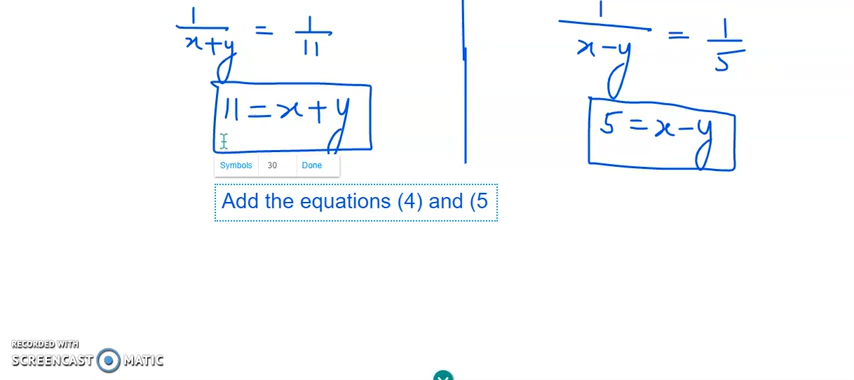 1/(x+y) = 1/11
11 = x + y
1/(x−y) = 1/5
5 = x − y
Symbols 30 Done
Add the equations (4) and (5
RECORDED WITH
SCREENCAST MATIC